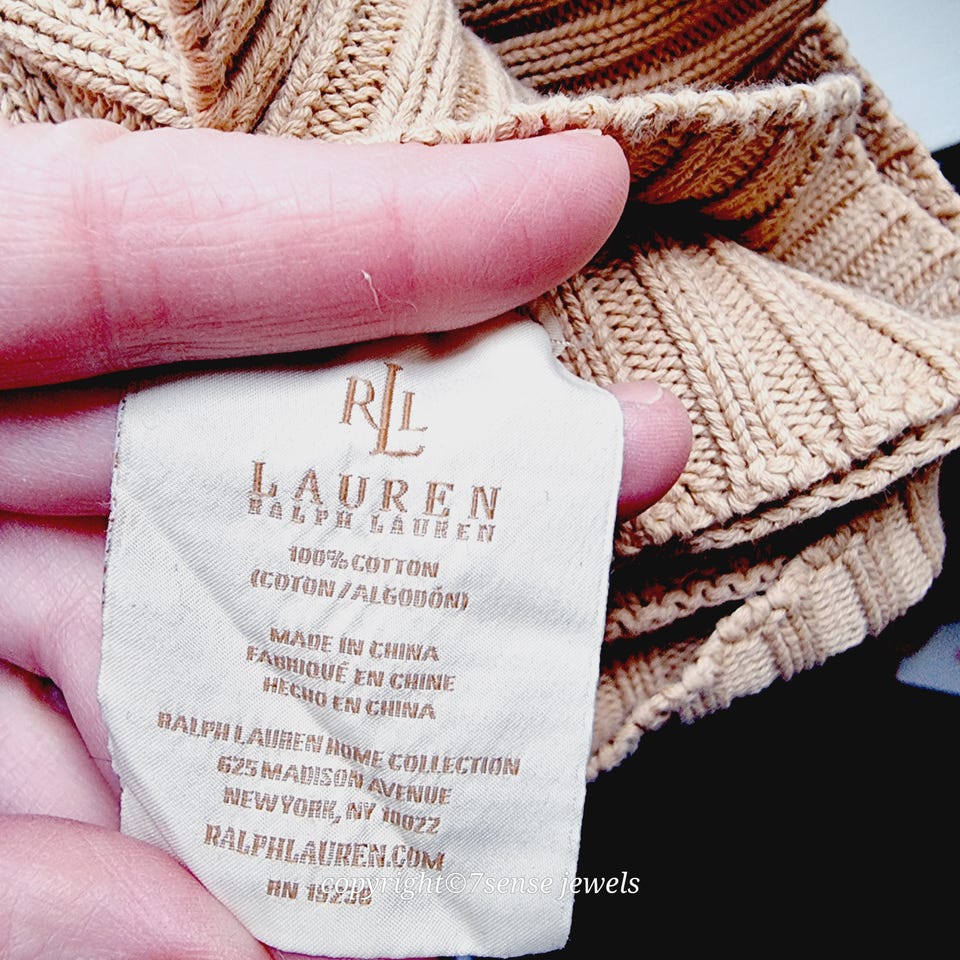 RLL
LAUREN
RALPH LAUREN
100% COTTON
(COTON/ALGODÓN)
MADE IN CHINA
FABRIQUÉ EN CHINE
HECHO EN CHINA
RALPH LAUREN HOME COLLECTION
625 MADISON AVENUE
NEW YORK, NY 10022
RALPHLAUREN.COM
RN
copyright©7sense jewels